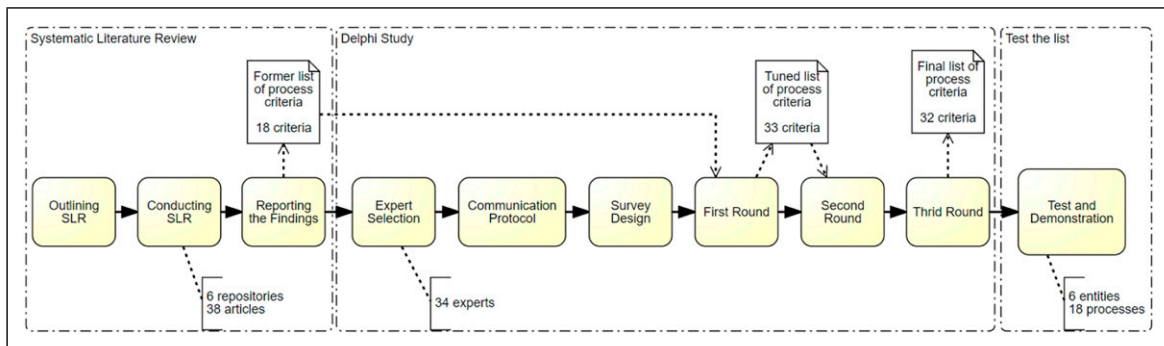 Systematic Literature Review
Delphi Study
Test the list
Former list
of process
criteria
18 criteria
Tuned list
of process
criteria
33 criteria
Final list of
process
criteria
32 criteria
Outlining
SLR
Conducting
SLR
Reporting
the Findings
Expert
Selection
Communication
Protocol
Survey
Design
First Round
Second
Round
Thrid Round
Test and
Demonstration
6 repositories
38 articles
34 experts
6 entities
18 processes